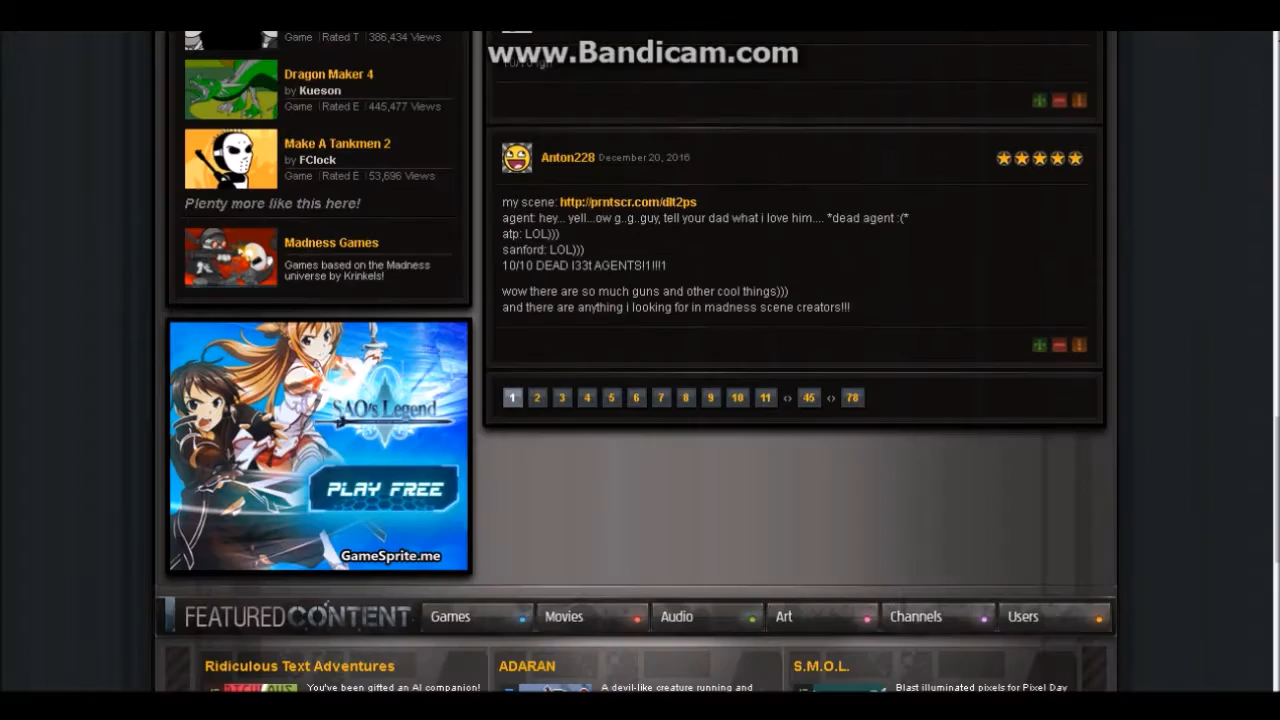 www.Bandicam.com
Game Rated T 386,434 Views
Dragon Maker 4
by Kueson
Game Rated E 445,477 Views
Make A Tankmen 2
by FClock
Game Rated E 53,696 Views
Plenty more like this here!
Madness Games
Games based on the Madness
universe by Krinkels!
SAO's Legend
PLAY FREE
GameSprite.me
Anton228 December 20, 2016
my scene: http://prntscr.com/dlt2ps
agent: hey... yell...ow g..g..guy, tell your dad what i love him.... *dead agent :(*
atp: LOL)))
sanford: LOL)))
10/10 DEAD l33t AGENTS!1!!!1
wow there are so much guns and other cool things)))
and there are anything i looking for in madness scene creators!!!
1 2 3 4 5 6 7 8 9 10 11 <> 45 <> 78
FEATURED CONTENT Games Movies Audio Art Channels Users
Ridiculous Text Adventures
You've been gifted an AI companion!
ADARAN
A devil-like creature running and
S.M.O.L.
Blast illuminated pixels for Pixel Day